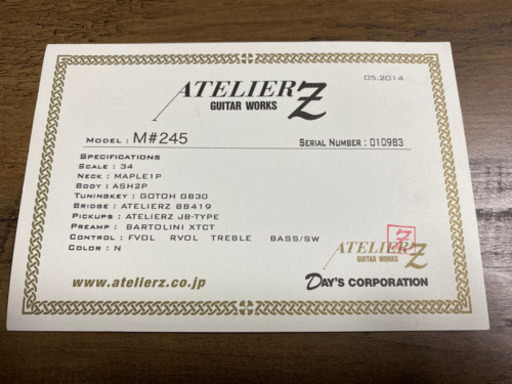 05.2014
ATELIER Z
GUITAR WORKS
MODEL : M#245
SERIAL NUMBER : 010983
SPECIFICATIONS
SCALE : 34
NECK : MAPLE1P
BODY : ASH2P
TUNINGKEY : GOTOH GB30
BRIDGE : ATELIERZ BB419
PICKUPS : ATELIERZ JB-TYPE
PREAMP : BARTOLINI XTCT
CONTROL : FVOL RVOL TREBLE BASS/SW
COLOR : N
ATELIER Z
GUITAR WORKS
www.atelierz.co.jp
DAY'S CORPORATION